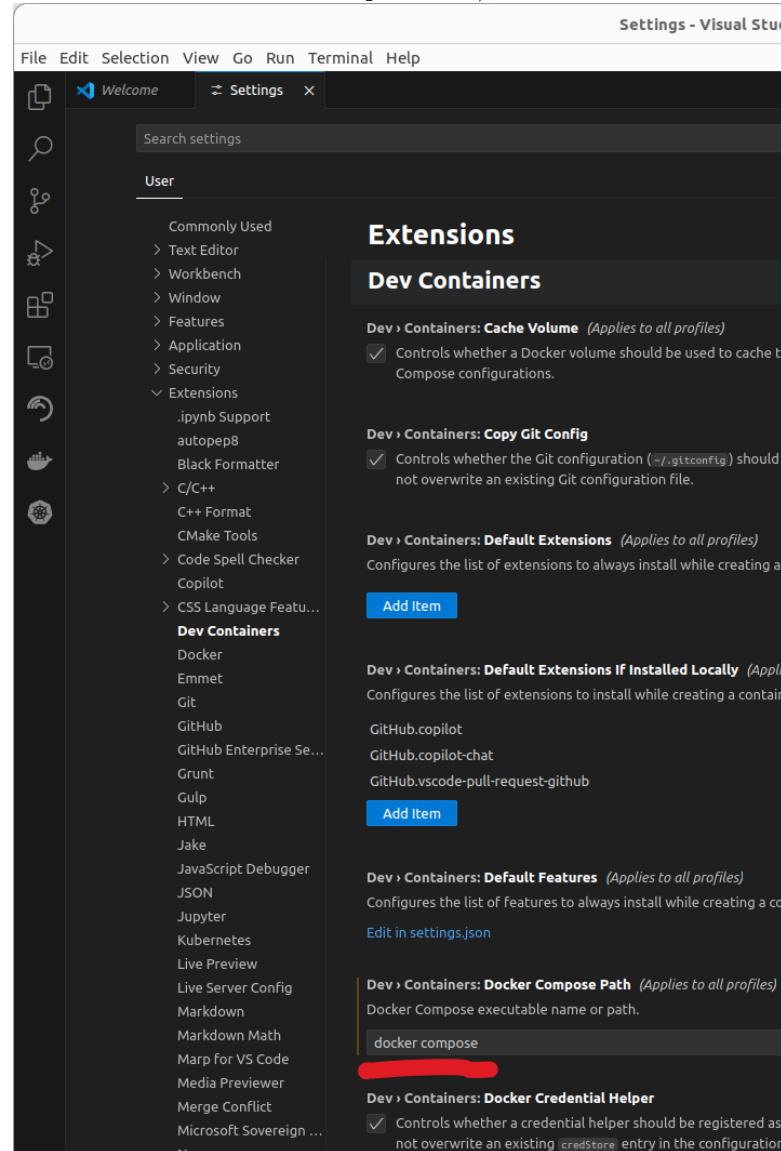 Settings - Visual Stu
File Edit Selection View Go Run Terminal Help
Welcome
Settings
Search settings
User
Commonly Used
Text Editor
Workbench
Window
Features
Application
Security
Extensions
.ipynb Support
autopep8
Black Formatter
C/C++
C++ Format
CMake Tools
Code Spell Checker
Copilot
CSS Language Featu...
Dev Containers
Docker
Emmet
Git
GitHub
GitHub Enterprise Se...
Grunt
Gulp
HTML
Jake
JavaScript Debugger
JSON
Jupyter
Kubernetes
Live Preview
Live Server Config
Markdown
Markdown Math
Marp for VS Code
Media Previewer
Merge Conflict
Microsoft Sovereign ...
Extensions
Dev Containers
Dev › Containers: Cache Volume (Applies to all profiles)
Controls whether a Docker volume should be used to cache t
Compose configurations.
Dev › Containers: Copy Git Config
Controls whether the Git configuration (~/.gitconfig) should
not overwrite an existing Git configuration file.
Dev › Containers: Default Extensions (Applies to all profiles)
Configures the list of extensions to always install while creating a
Add Item
Dev › Containers: Default Extensions If Installed Locally (Appl
Configures the list of extensions to install while creating a contai
GitHub.copilot
GitHub.copilot-chat
GitHub.vscode-pull-request-github
Add Item
Dev › Containers: Default Features (Applies to all profiles)
Configures the list of features to always install while creating a co
Edit in settings.json
Dev › Containers: Docker Compose Path (Applies to all profiles)
Docker Compose executable name or path.
docker compose
Dev › Containers: Docker Credential Helper
Controls whether a credential helper should be registered as
not overwrite an existing credStore entry in the configuration